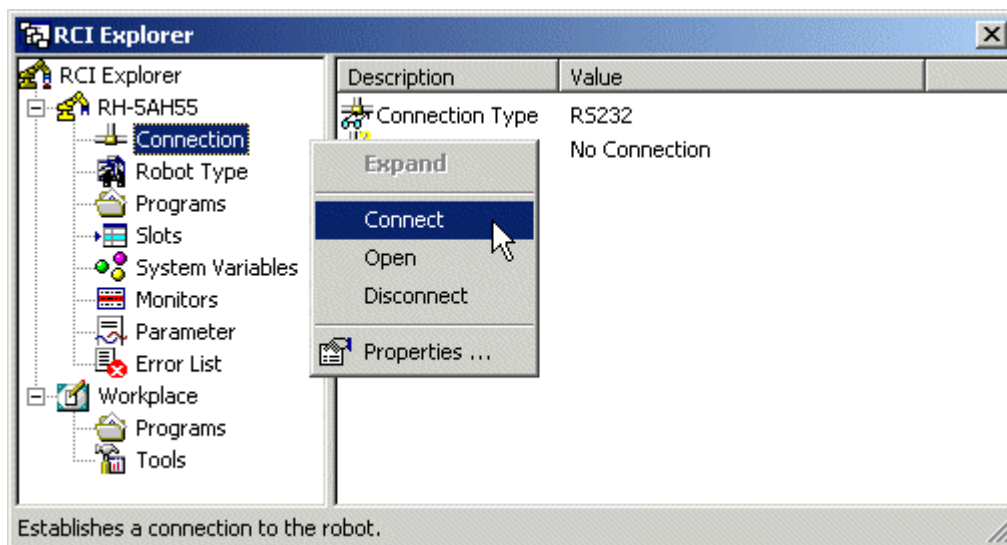 RCI Explorer
RCI Explorer
RH-5AH55
Connection
Robot Type
Programs
Slots
System Variables
Monitors
Parameter
Error List
Workplace
Programs
Tools
Description Value
Connection Type RS232
No Connection
Expand
Connect
Open
Disconnect
Properties ...
Establishes a connection to the robot.